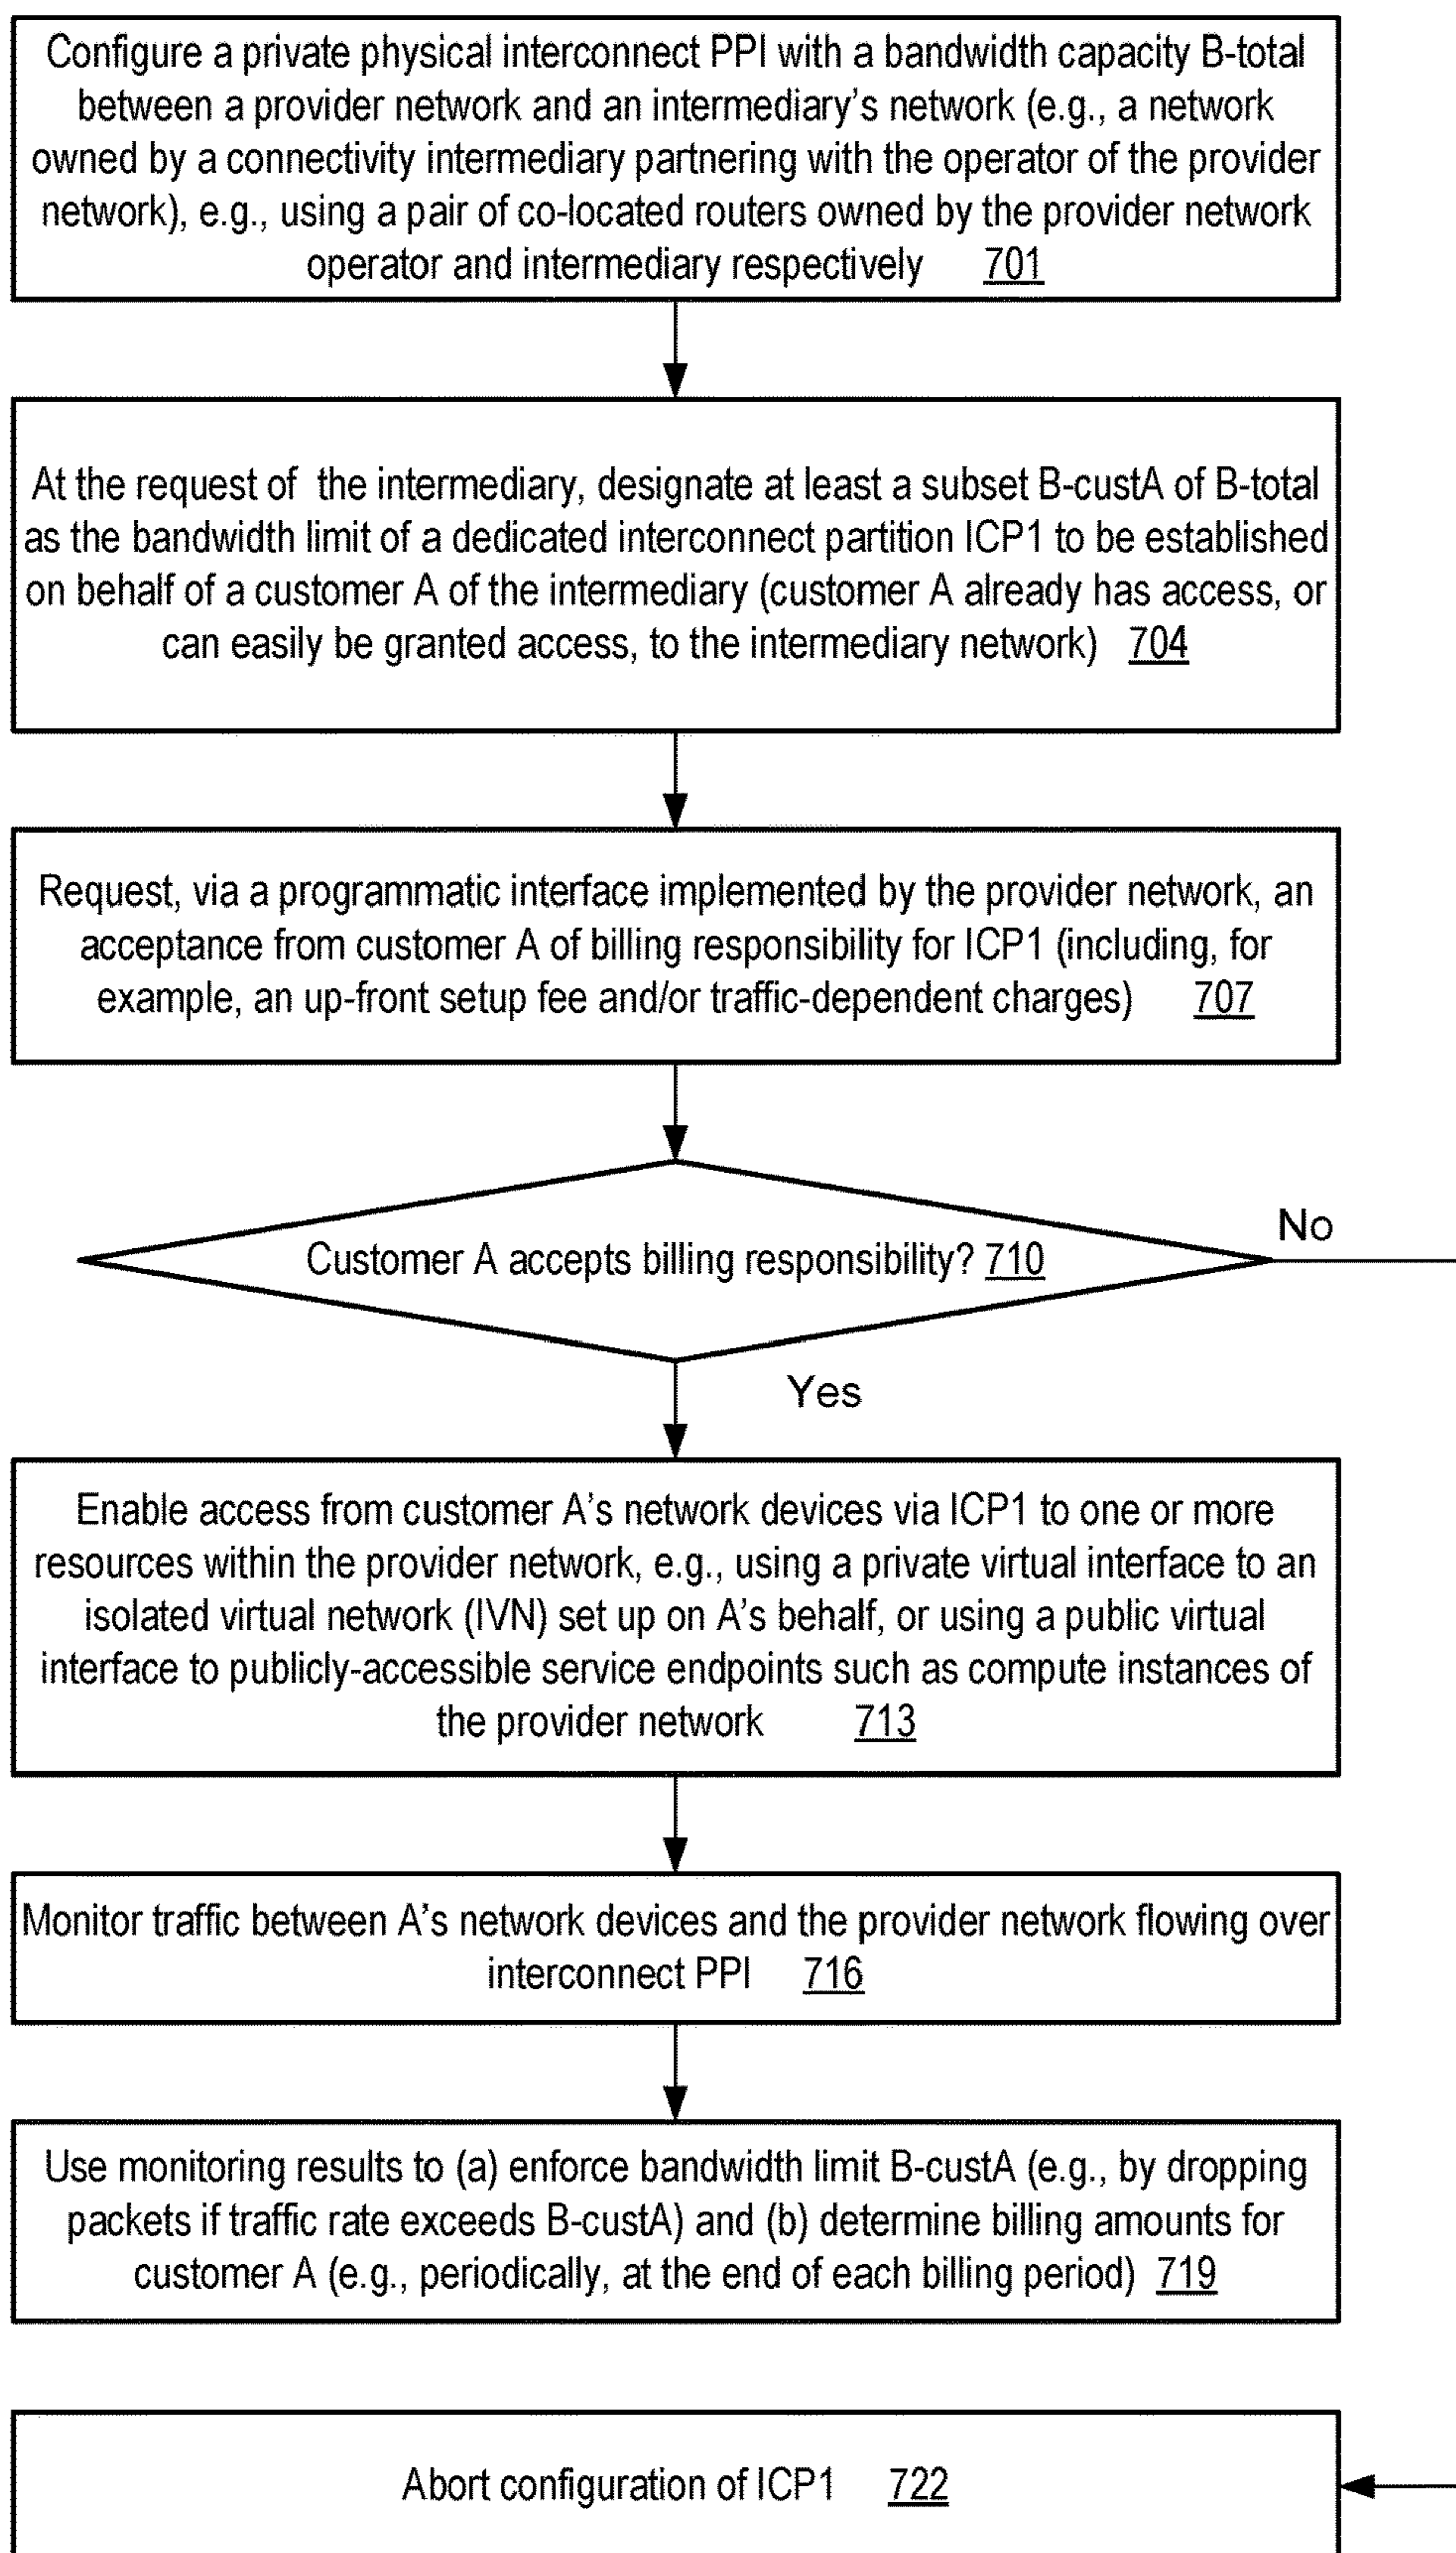 Configure a private physical interconnect PPI with a bandwidth capacity B-total
between a provider network and an intermediary's network (e.g., a network
owned by a connectivity intermediary partnering with the operator of the provider
network), e.g., using a pair of co-located routers owned by the provider network
operator and intermediary respectively 701
At the request of the intermediary, designate at least a subset B-custA of B-total
as the bandwidth limit of a dedicated interconnect partition ICP1 to be established
on behalf of a customer A of the intermediary (customer A already has access, or
can easily be granted access, to the intermediary network) 704
Request, via a programmatic interface implemented by the provider network, an
acceptance from customer A of billing responsibility for ICP1 (including, for
example, an up-front setup fee and/or traffic-dependent charges) 707
No
Customer A accepts billing responsibility? 710
Yes
Enable access from customer A's network devices via ICP1 to one or more
resources within the provider network, e.g., using a private virtual interface to an
isolated virtual network (IVN) set up on A's behalf, or using a public virtual
interface to publicly-accessible service endpoints such as compute instances of
the provider network 713
Monitor traffic between A's network devices and the provider network flowing over
interconnect PPI 716
Use monitoring results to (a) enforce bandwidth limit B-custA (e.g., by dropping
packets if traffic rate exceeds B-custA) and (b) determine billing amounts for
customer A (e.g., periodically, at the end of each billing period) 719
Abort configuration of ICP1 722